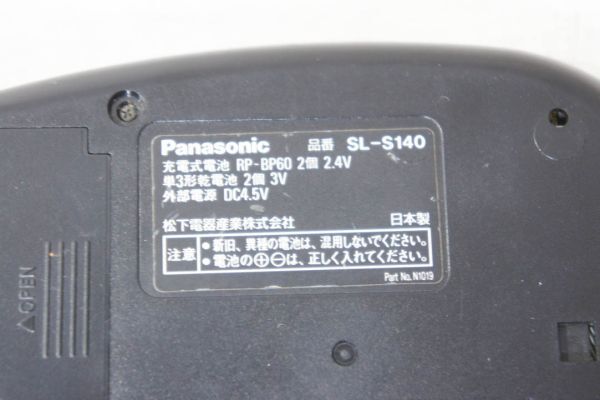 Panasonic 品番 SL-S140
充電式電池 RP-BP60 2個 2.4V
単3形乾電池 2個 3V
外部電源 DC4.5V
松下電器産業株式会社 日本製
注意
•新旧、異種の電池は、混用しないでください。
•電池の⊕⊖は、正しく入れてください。
Part No. N1019
△OPEN